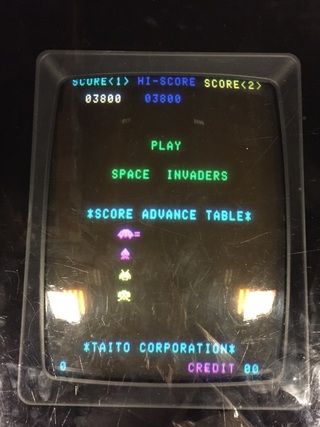 SCORE<1> HI-SCORE SCORE<2>
03800 03800
PLAY
SPACE INVADERS
*SCORE ADVANCE TABLE*
=
*TAITO CORPORATION*
0 CREDIT 00